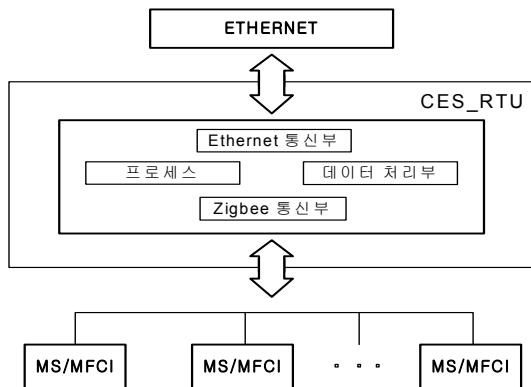 ETHERNET
CES_RTU
Ethernet 통신부
프로세스 데이터 처리부
Zigbee 통신부
MS/MFCI MS/MFCI ∘ ∘ ∘ MS/MFCI